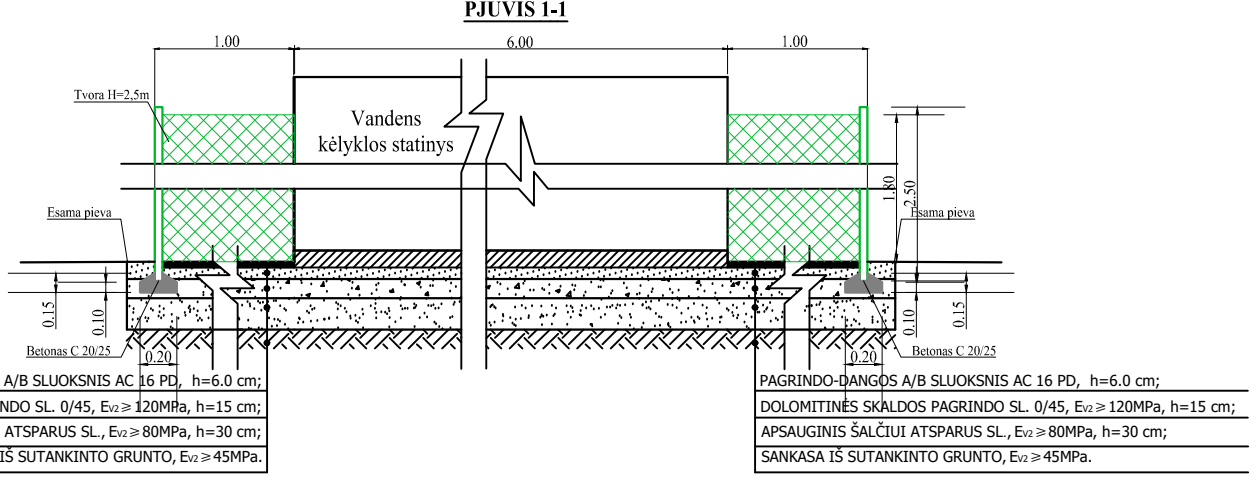 PJUVIS 1-1
1.00
6.00
1.00
Tvora H=2,5m
Vandens
kėlyklos statinys
1.80
2.50
Esama pieva
Esama pieva
0.15
0.10
0.10
0.15
Betonas C 20/25
0.20
0.20
Betonas C 20/25
A/B SLUOKSNIS AC 16 PD, h=6.0 cm;
NDO SL. 0/45, Ev2 ≥ 120MPa, h=15 cm;
ATSPARUS SL., Ev2 ≥ 80MPa, h=30 cm;
IŠ SUTANKINTO GRUNTO, Ev2 ≥ 45MPa.
PAGRINDO-DANGOS A/B SLUOKSNIS AC 16 PD, h=6.0 cm;
DOLOMITINĖS SKALDOS PAGRINDO SL. 0/45, Ev2 ≥ 120MPa, h=15 cm;
APSAUGINIS ŠALČIUI ATSPARUS SL., Ev2 ≥ 80MPa, h=30 cm;
SANKASA IŠ SUTANKINTO GRUNTO, Ev2 ≥ 45MPa.